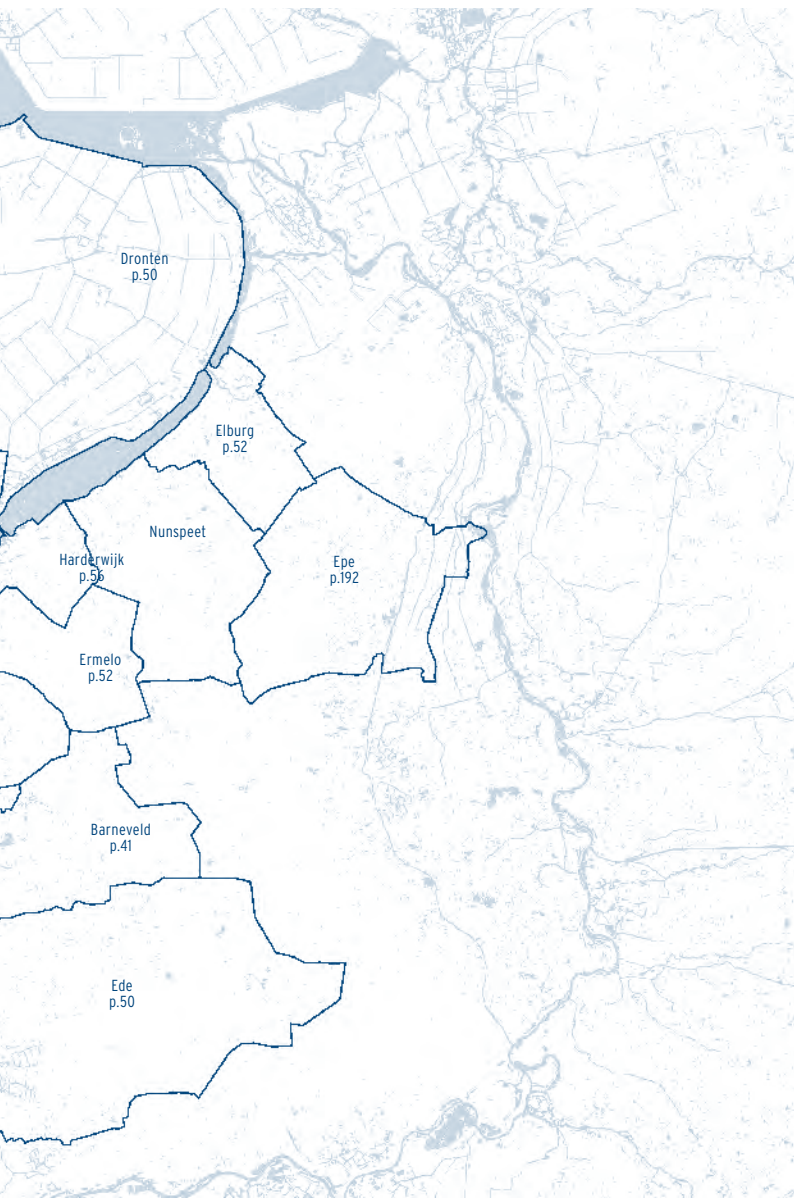 Dronten
p.50
Elburg
p.52
Nunspeet
Harderwijk
p.56
Epe
p.192
Ermelo
p.52
Barneveld
p.41
Ede
p.50